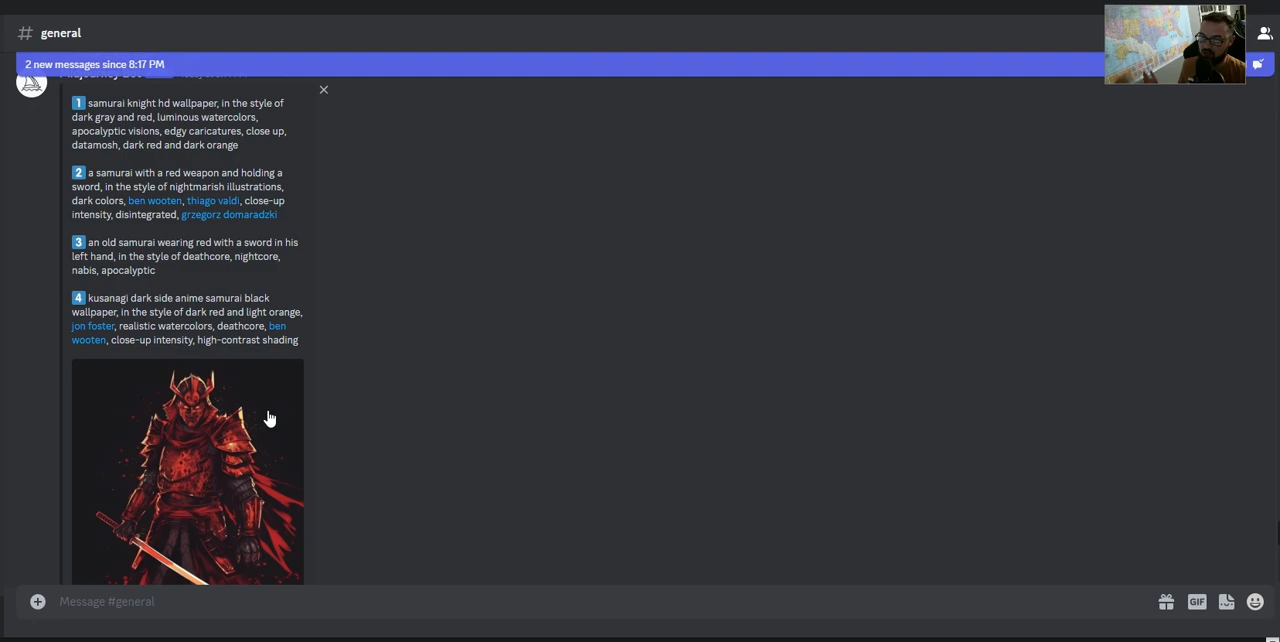 general
2 new messages since 8:17 PM
1 samurai knight hd wallpaper, in the style of
dark gray and red, luminous watercolors,
apocalyptic visions, edgy caricatures, close up,
datamosh, dark red and dark orange
2 a samurai with a red weapon and holding a
sword, in the style of nightmarish illustrations,
dark colors, ben wooten, thiago valdi, close-up
intensity, disintegrated, grzegorz domaradzki
3 an old samurai wearing red with a sword in his
left hand, in the style of deathcore, nightcore,
nabis, apocalyptic
4 kusanagi dark side anime samurai black
wallpaper, in the style of dark red and light orange,
jon foster, realistic watercolors, deathcore, ben
wooten, close-up intensity, high-contrast shading
Message #general
GIF